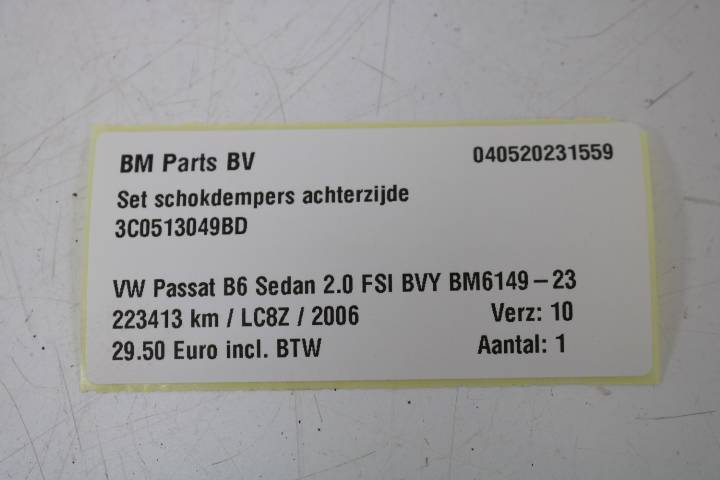 BM Parts BV 040520231559
Set schokdempers achterzijde
3C0513049BD
VW Passat B6 Sedan 2.0 FSI BVY BM6149-23
223413 km / LC8Z / 2006 Verz: 10
29.50 Euro incl. BTW Aantal: 1